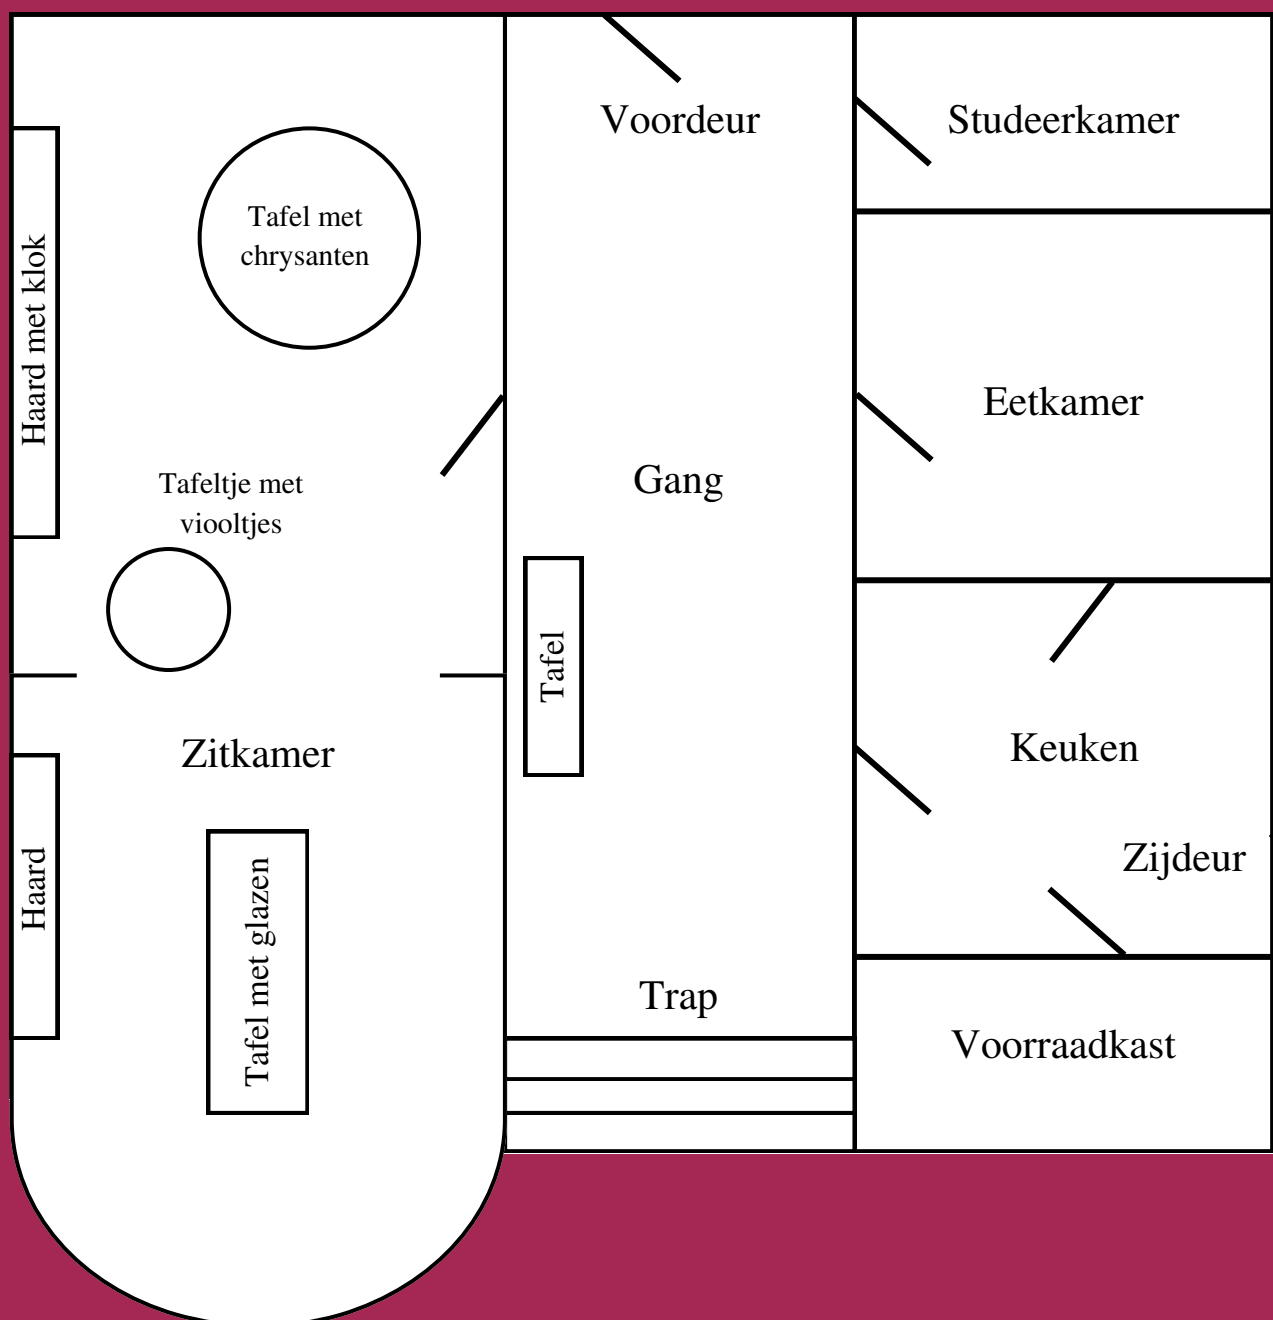 Voordeur
Studeerkamer
Tafel met
chrysanten
Haard met klok
Eetkamer
Gang
Tafeltje met
viooltjes
Tafel
Keuken
Zitkamer
Zijdeur
Haard
Tafel met glazen
Trap
Voorraadkast